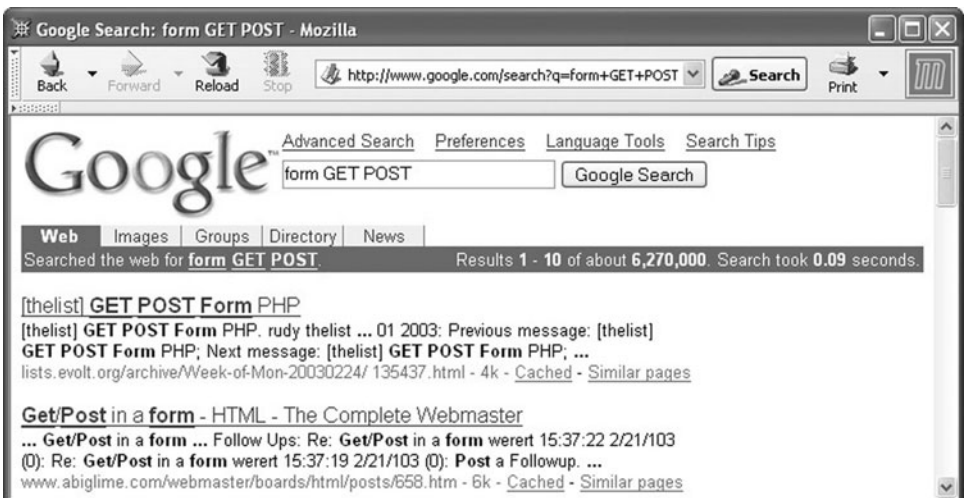 Google Search: form GET POST - Mozilla
Back Forward Reload Stop http://www.google.com/search?q=form+GET+POST Search Print
Google™ Advanced Search Preferences Language Tools Search Tips
form GET POST Google Search
Web Images Groups Directory News
Searched the web for form GET POST. Results 1 - 10 of about 6,270,000. Search took 0.09 seconds.
[thelist] GET POST Form PHP
[thelist] GET POST Form PHP. rudy thelist ... 01 2003: Previous message: [thelist]
GET POST Form PHP; Next message: [thelist] GET POST Form PHP; ...
lists.evolt.org/archive/Week-of-Mon-20030224/ 135437.html - 4k - Cached - Similar pages
Get/Post in a form - HTML - The Complete Webmaster
... Get/Post in a form ... Follow Ups: Re: Get/Post in a form werert 15:37:22 2/21/103
(0): Re: Get/Post in a form werert 15:37:19 2/21/103 (0): Post a Followup. ...
www.abiglime.com/webmaster/boards/html/posts/658.htm - 6k - Cached - Similar pages